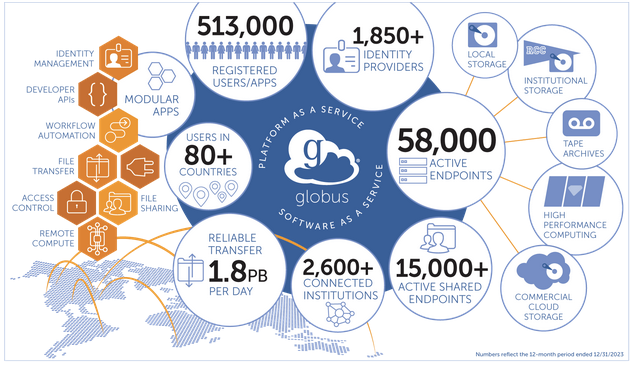 513,000
REGISTERED
USERS/APPS
1,850+
IDENTITY
PROVIDERS
IDENTITY
MANAGEMENT
DEVELOPER
APIs
WORKFLOW
AUTOMATION
FILE
TRANSFER
ACCESS
CONTROL
FILE
SHARING
REMOTE
COMPUTE
MODULAR
APPS
USERS IN
80+
COUNTRIES
PLATFORM AS A SERVICE
g
globus
SOFTWARE AS A SERVICE
58,000
ACTIVE
ENDPOINTS
LOCAL
STORAGE
RCC
INSTITUTIONAL
STORAGE
TAPE
ARCHIVES
HIGH
PERFORMANCE
COMPUTING
COMMERCIAL
CLOUD
STORAGE
RELIABLE
TRANSFER
1.8PB
PER DAY
2,600+
CONNECTED
INSTITUTIONS
15,000+
ACTIVE SHARED
ENDPOINTS
Numbers reflect the 12-month period ended 12/31/2023